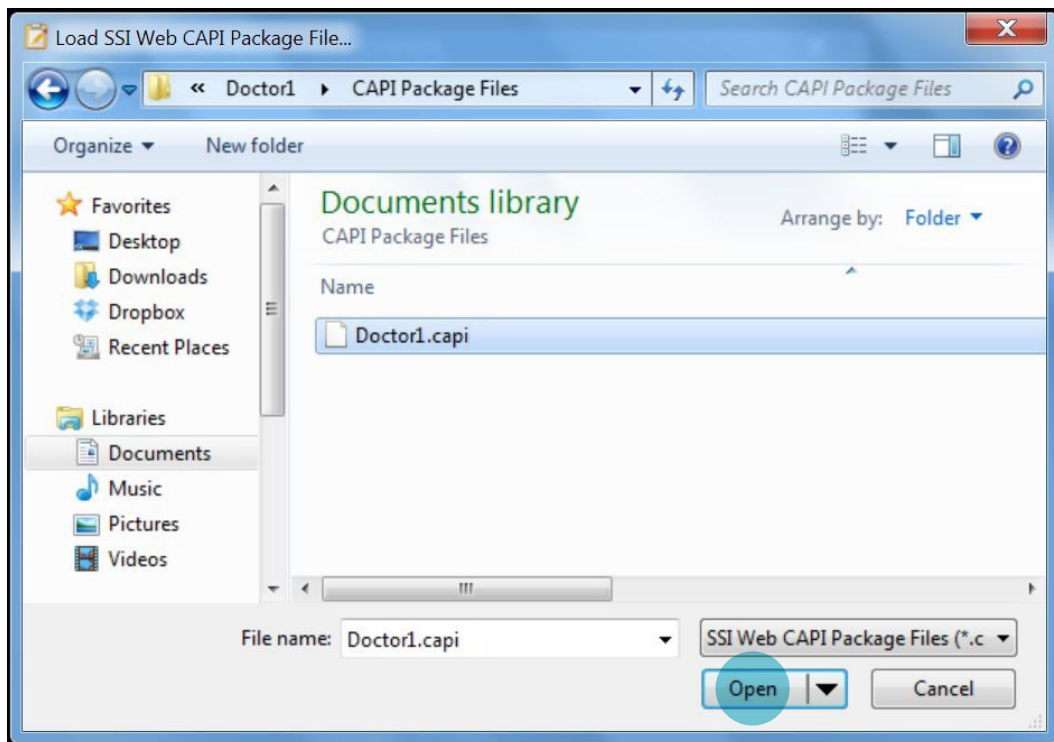 Load SSI Web CAPI Package File...
X
« Doctor1 CAPI Package Files Search CAPI Package Files
Organize New folder ?
Favorites
Desktop
Downloads
Dropbox
Recent Places
Libraries
Documents
Music
Pictures
Videos
Documents library
CAPI Package Files
Arrange by: Folder
Name
Doctor1.capi
File name: Doctor1.capi SSI Web CAPI Package Files (*.c
Open Cancel